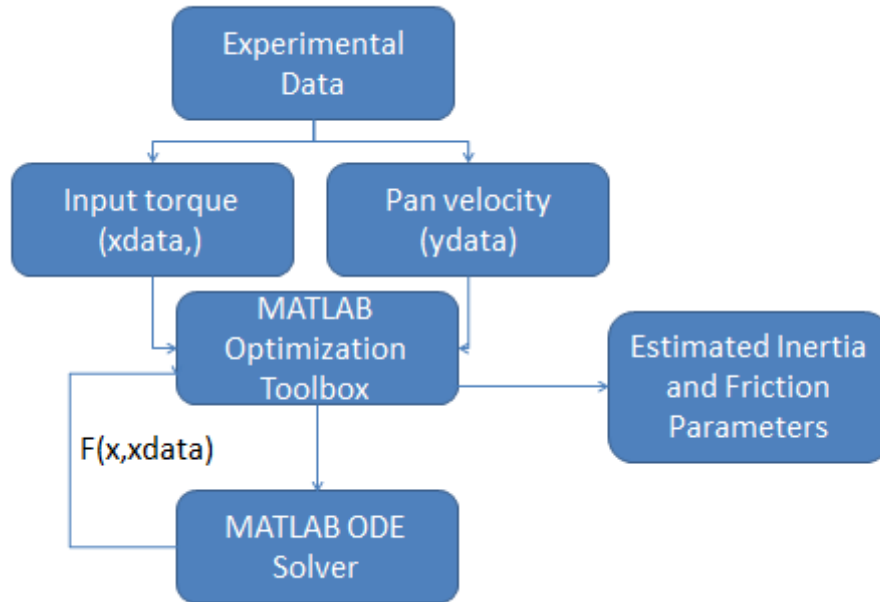 Experimental
Data
Input torque
(xdata,)
Pan velocity
(ydata)
MATLAB
Optimization
Toolbox
Estimated Inertia
and Friction
Parameters
F(x,xdata)
MATLAB ODE
Solver